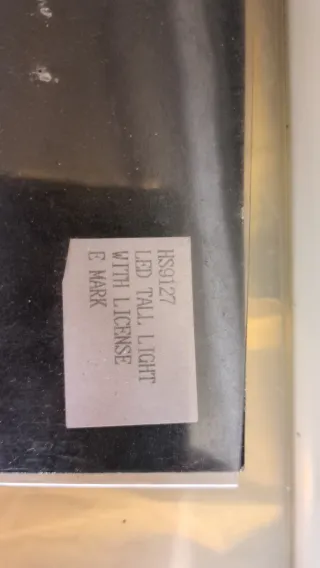 HS9127
LED TALL LIGHT
WITH LICENSE
E MARK